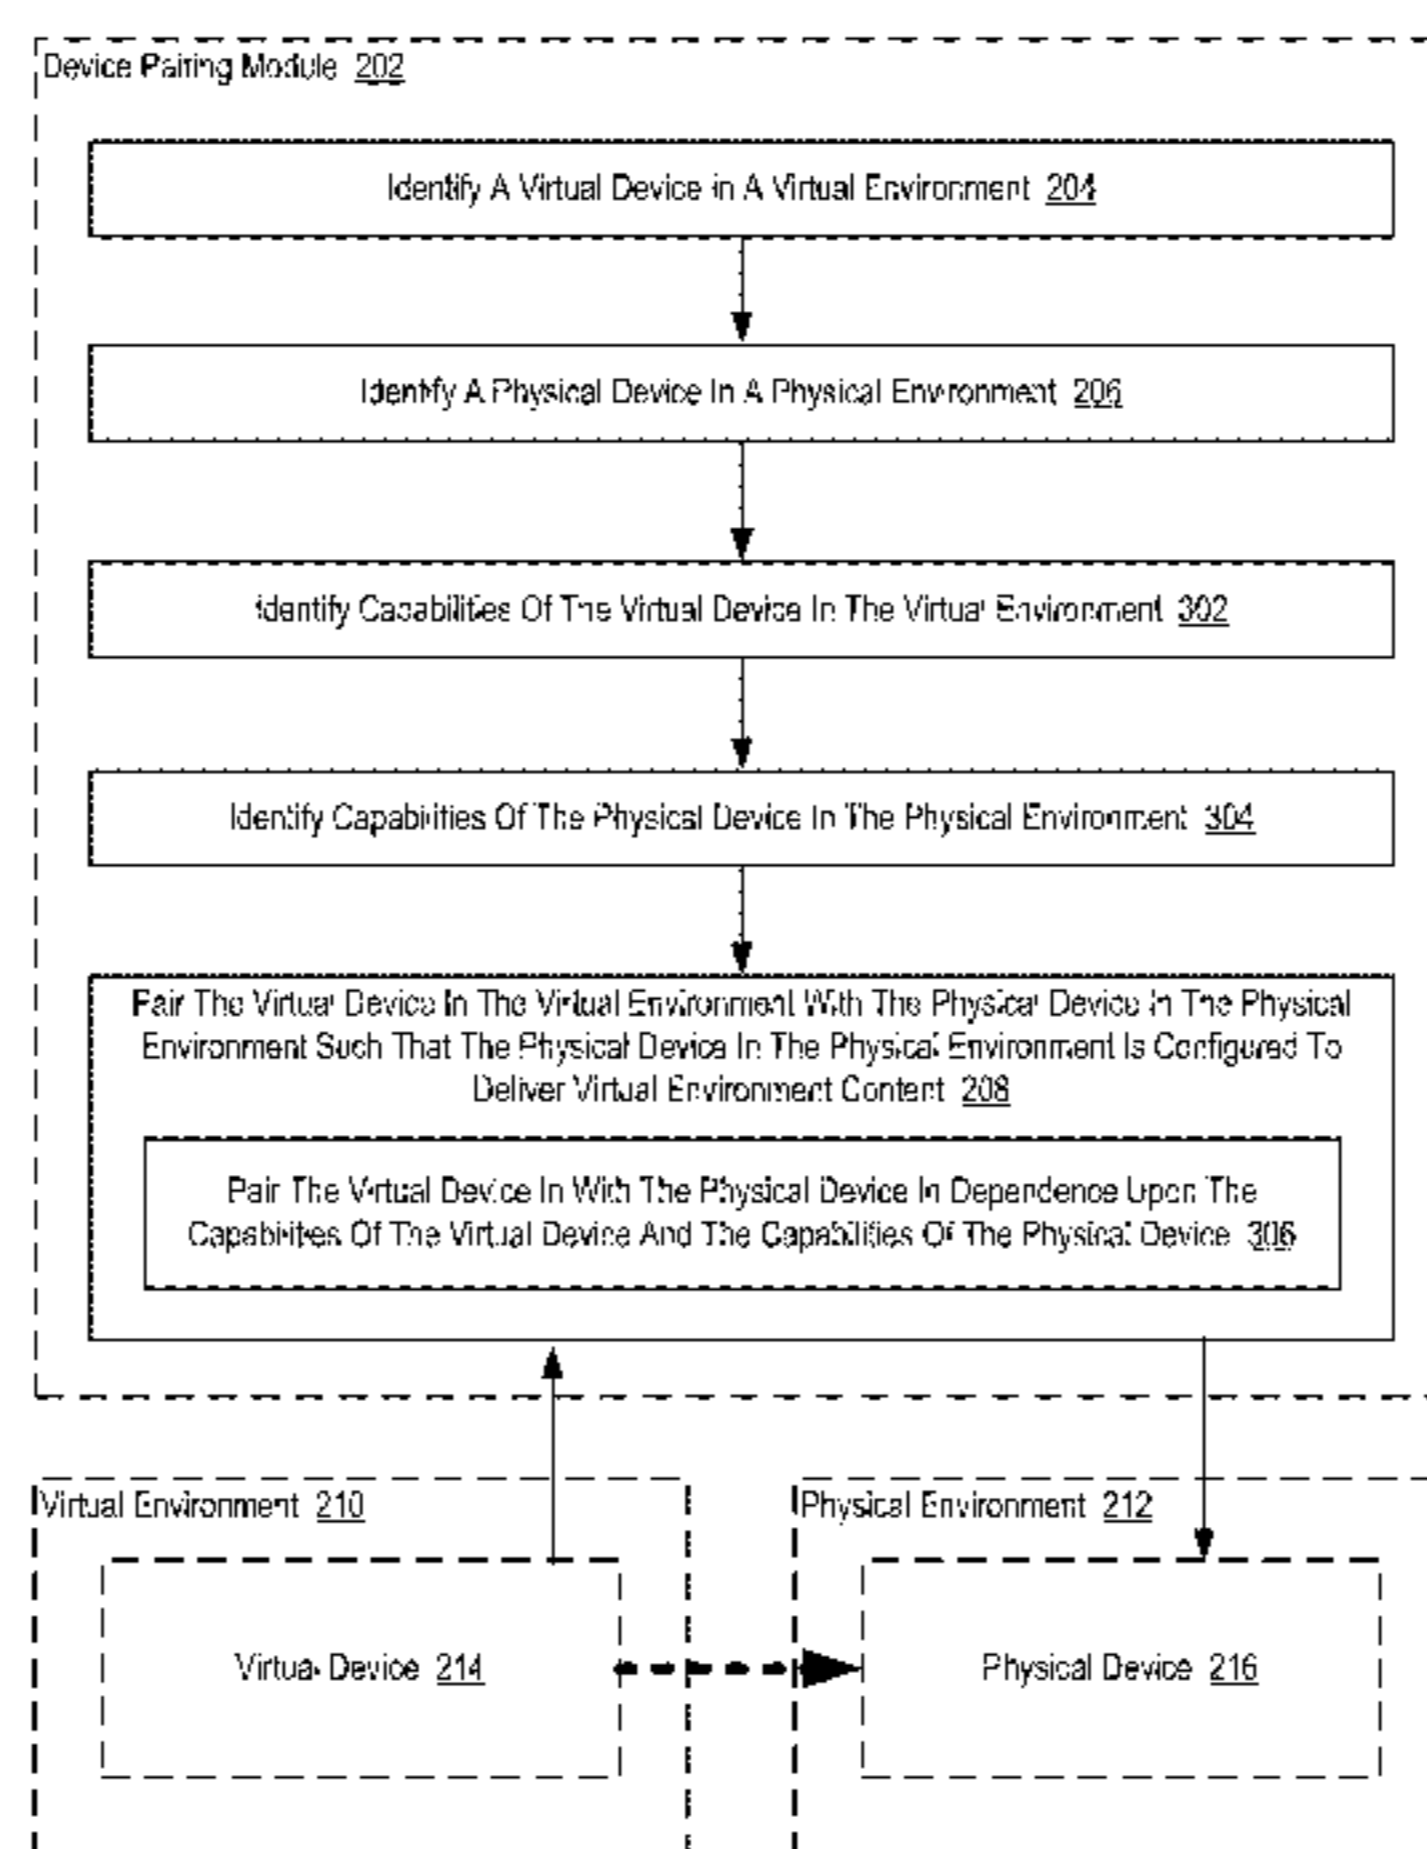 Device Pairing Module 202
Identify A Virtual Device in A Virtual Environment 204
Identify A Physical Device In A Physical Environment 206
Identify Capabilities Of The Virtual Device In The Virtual Environment 302
Identify Capabilities Of The Physical Device In The Physical Environment 304
Pair The Virtual Device In The Virtual Environment With The Physical Device In The Physical
Environment Such That The Physical Device In The Physical Environment Is Configured To
Deliver Virtual Environment Content 208
Pair The Virtual Device In With The Physical Device In Dependence Upon The
Capabilities Of The Virtual Device And The Capabilities Of The Physical Device 306
Virtual Environment 210
Physical Environment 212
Virtual Device 214
Physical Device 216